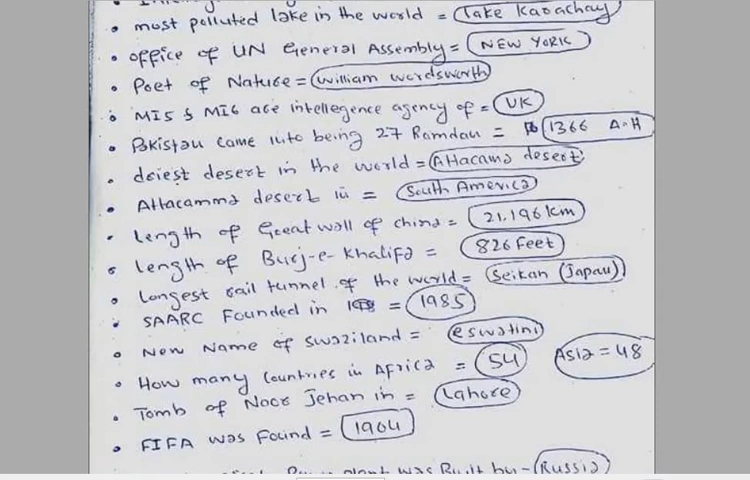 • most polluted lake in the world = Lake Karachay
• office of UN General Assembly = NEW YORK
• Poet of Nature = William wordsworth
• MI5 & MI6 are intellegence agency of = UK
• Pakistan came into being 27 Ramdan = 1366 A.H
• driest desert in the world = Attacama desert
• Attacamma desert in = South America
• length of Great wall of china = 21,196 km
• length of Burj-e-Khalifa = 826 Feet
• Longest rail tunnel of the world = Seikan (Japan)
• SAARC Founded in = 1985
• New Name of Swaziland = eswatini
• How many Countries in Africa = 54 Asia = 48
• Tomb of Noor Jehan in = Lahore
• FIFA was Found = 1904
plant was Built by - Russia